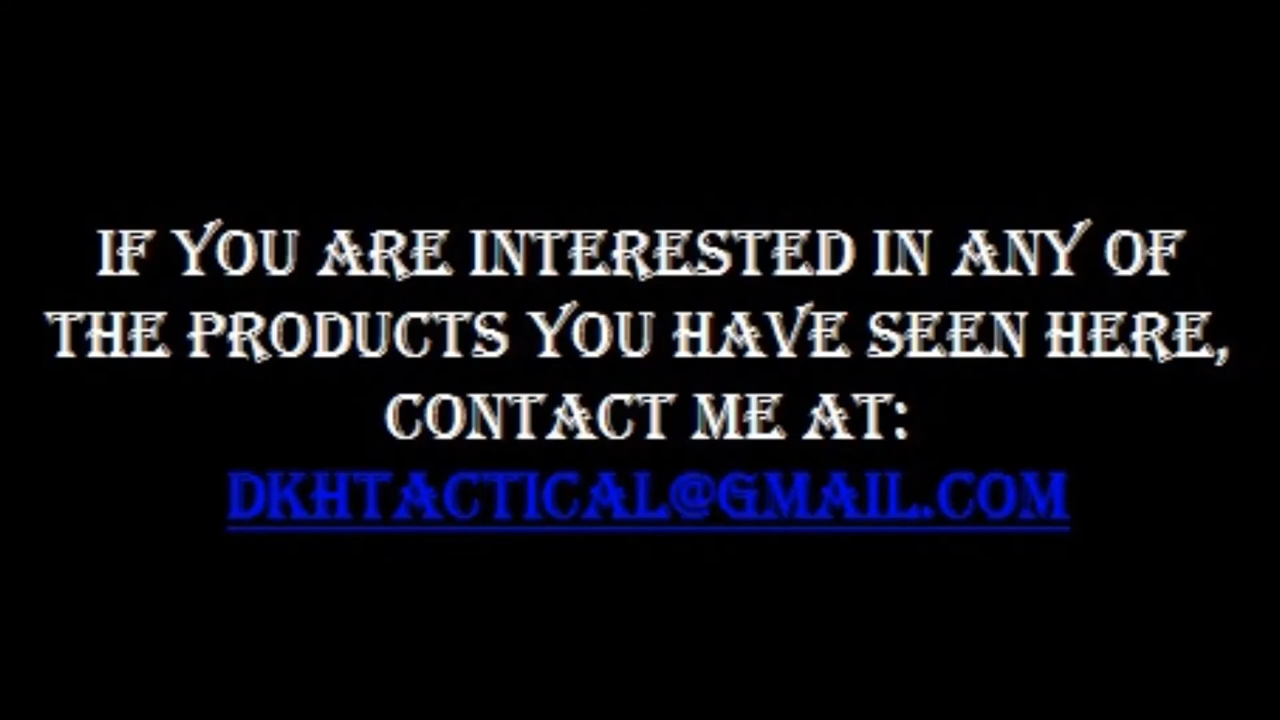 IF YOU ARE INTERESTED IN ANY OF
THE PRODUCTS YOU HAVE SEEN HERE,
CONTACT ME AT:
DKHTACTICAL@GMAIL.COM